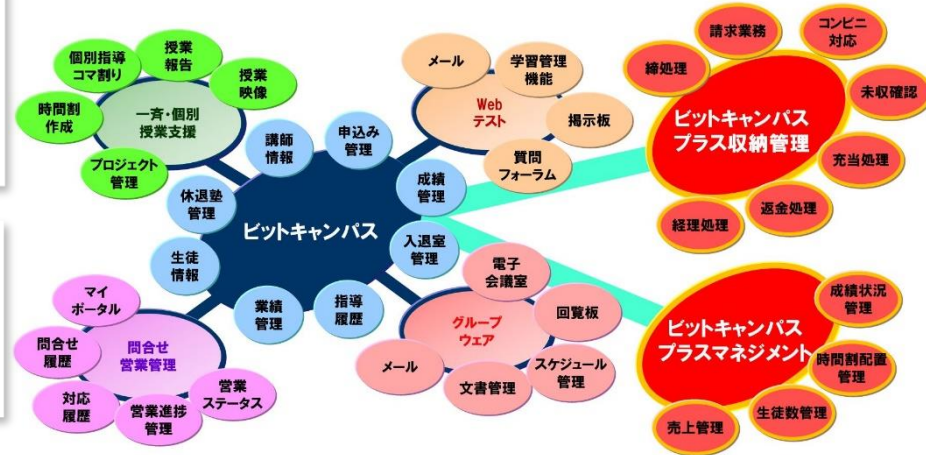 個別指導
コマ割り
授業
報告
授業
映像
時間割
作成
一斉・個別
授業支援
プロジェクト
管理
講師
情報
申込み
管理
成績
管理
休退塾
管理
ビットキャンパス
入退室
管理
生徒
情報
業績
管理
指導
履歴
メール
学習管理
機能
Web
テスト
掲示板
質問
フォーラム
マイ
ポータル
問合せ
履歴
問合せ
営業管理
対応
履歴
営業進捗
管理
営業
ステータス
電子
会議室
回覧板
グループ
ウェア
メール
文書管理
スケジュール
管理
請求業務
コンビニ
対応
締処理
未収確認
ビットキャンパス
プラス収納管理
充当処理
返金処理
経理処理
成績状況
管理
ビットキャンパス
プラスマネジメント
時間割配置
管理
生徒数管理
売上管理